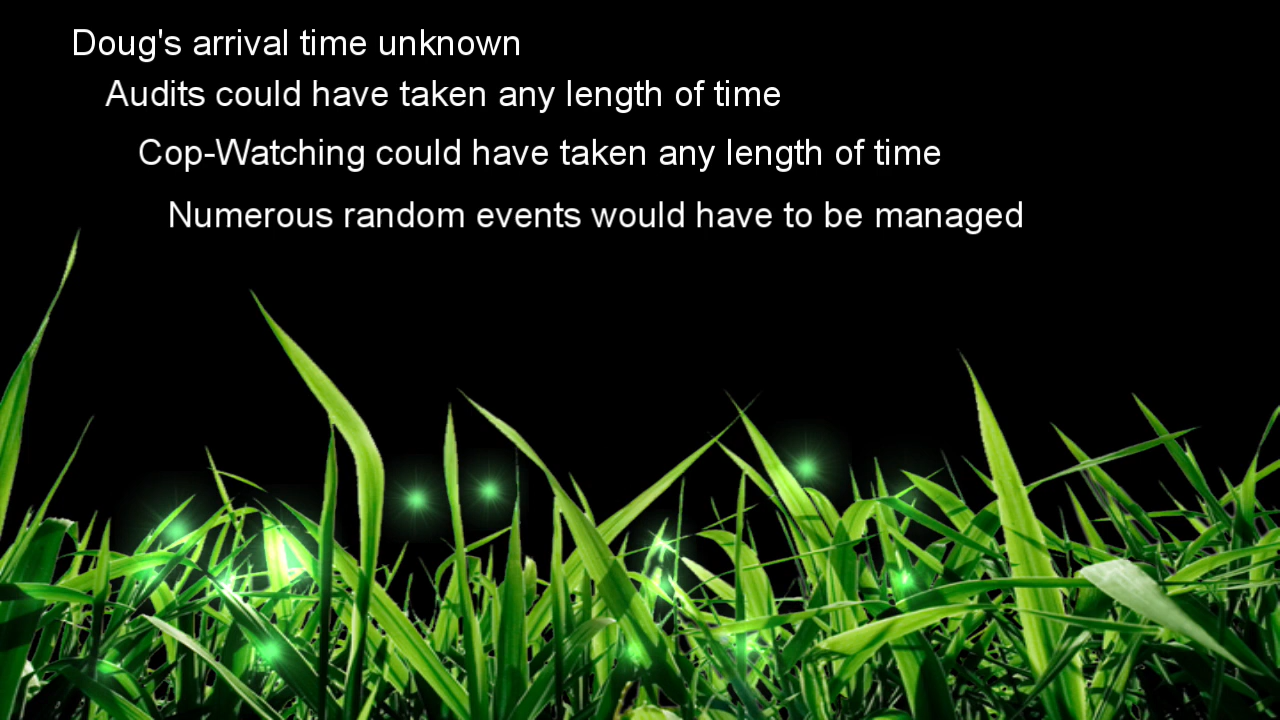 Doug's arrival time unknown
Audits could have taken any length of time
Cop-Watching could have taken any length of time
Numerous random events would have to be managed